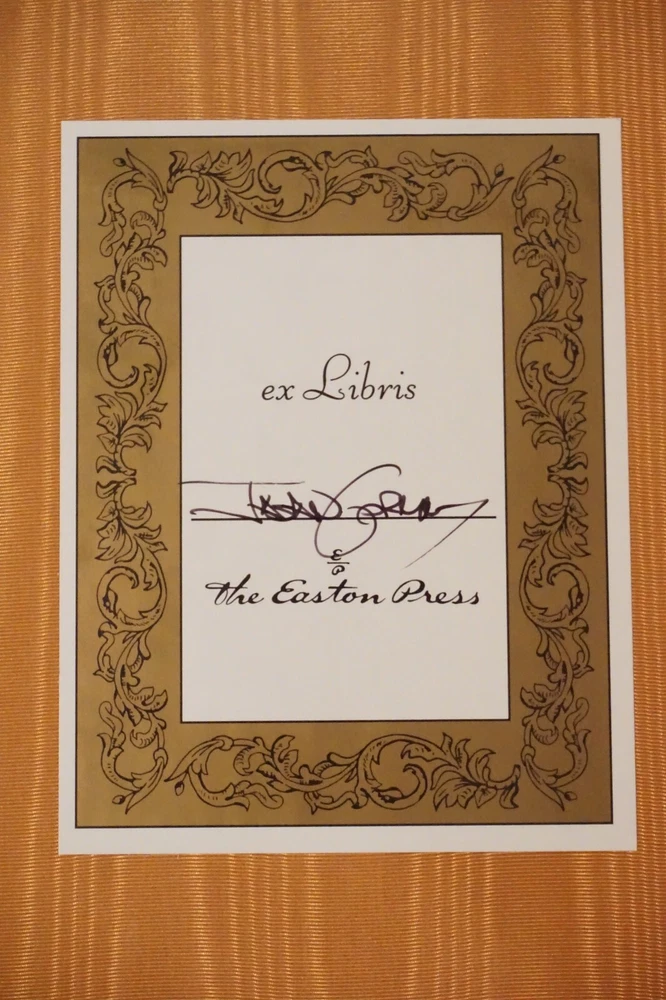 ex Libris
E
P
the Easton Press